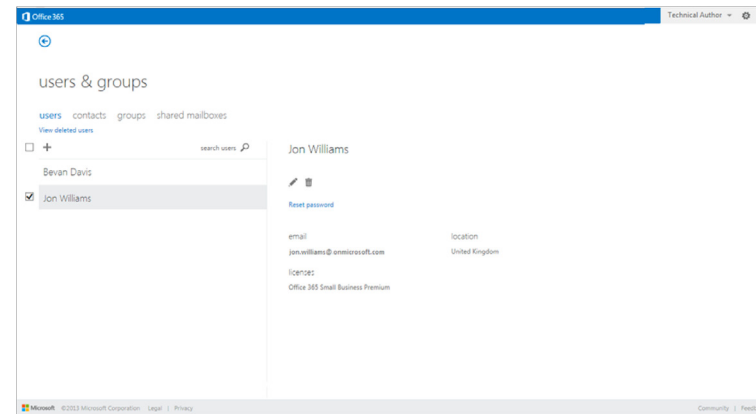 Office 365
Technical Author
users & groups
users contacts groups shared mailboxes
View deleted users
search users
Bevan Davis
Jon Williams
Jon Williams
Reset password
email
location
jon.williams@ onmicrosoft.com
United Kingdom
licenses
Office 365 Small Business Premium
Microsoft ©2013 Microsoft Corporation Legal | Privacy
Community | Feed